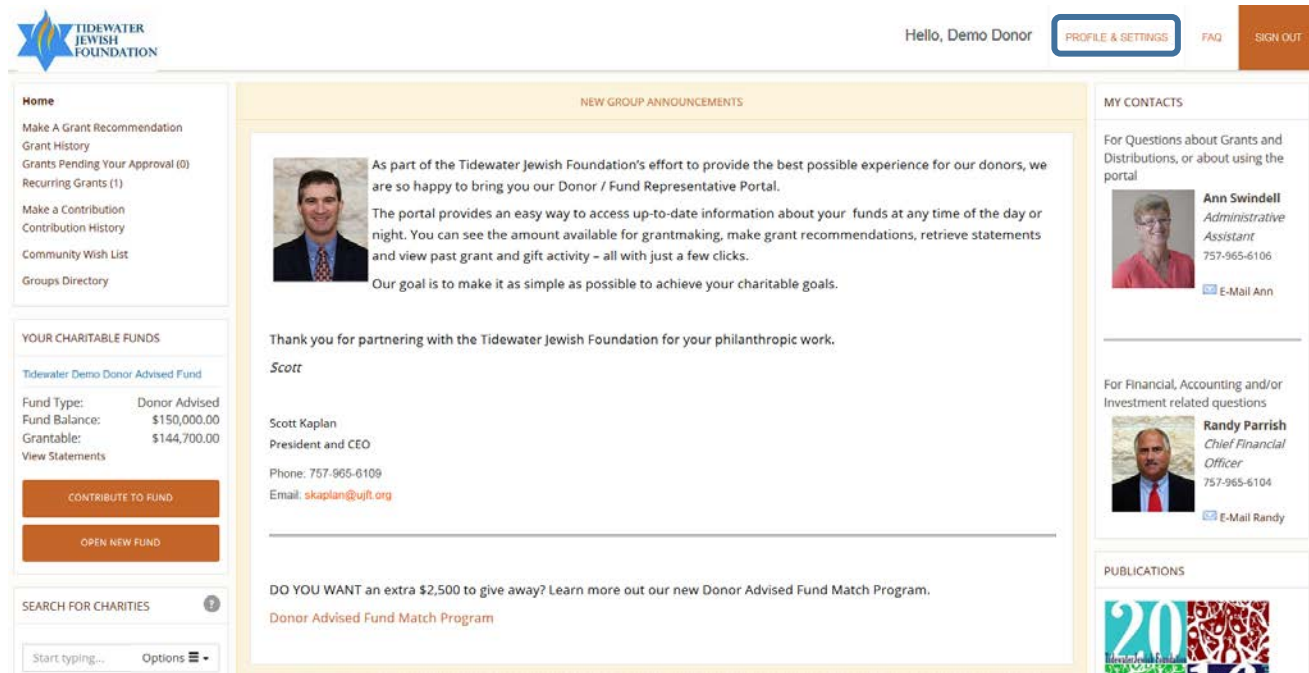 TIDEWATER
JEWISH
FOUNDATION
Hello, Demo Donor
PROFILE & SETTINGS
FAQ
SIGN OUT
Home
Make A Grant Recommendation
Grant History
Grants Pending Your Approval (0)
Recurring Grants (1)
Make a Contribution
Contribution History
Community Wish List
Groups Directory
YOUR CHARITABLE FUNDS
Tidewater Demo Donor Advised Fund
Fund Type: Donor Advised
Fund Balance: $150,000.00
Grantable: $144,700.00
View Statements
CONTRIBUTE TO FUND
OPEN NEW FUND
SEARCH FOR CHARITIES ?
Start typing... Options
NEW GROUP ANNOUNCEMENTS
As part of the Tidewater Jewish Foundation's effort to provide the best possible experience for our donors, we
are so happy to bring you our Donor / Fund Representative Portal.
The portal provides an easy way to access up-to-date information about your funds at any time of the day or
night. You can see the amount available for grantmaking, make grant recommendations, retrieve statements
and view past grant and gift activity – all with just a few clicks.
Our goal is to make it as simple as possible to achieve your charitable goals.
Thank you for partnering with the Tidewater Jewish Foundation for your philanthropic work.
Scott
Scott Kaplan
President and CEO
Phone: 757-965-6109
Email: skaplan@ujft.org
DO YOU WANT an extra $2,500 to give away? Learn more out our new Donor Advised Fund Match Program.
Donor Advised Fund Match Program
MY CONTACTS
For Questions about Grants and
Distributions, or about using the
portal
Ann Swindell
Administrative
Assistant
757-965-6106
E-Mail Ann
For Financial, Accounting and/or
Investment related questions
Randy Parrish
Chief Financial
Officer
757-965-6104
E-Mail Randy
PUBLICATIONS
20
Tidewater Jewish Foundation